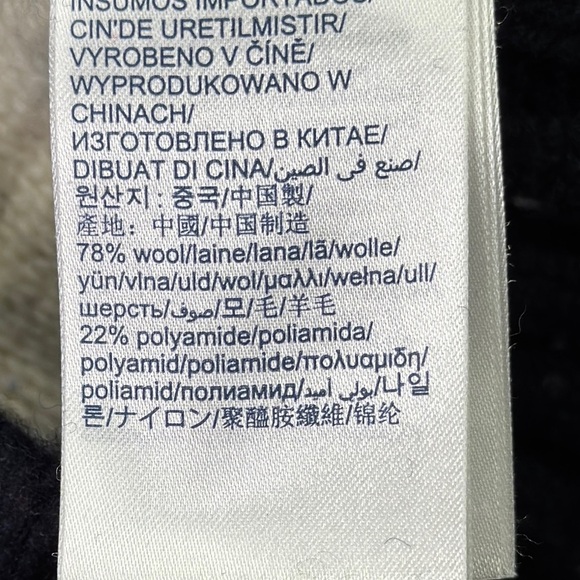 INSUMOS IMPORTADOS/
CIN'DE URETILMISTIR/
VYROBENO V ČÍNĚ/
WYPRODUKOWANO W
CHINACH/
ИЗГОТОВЛЕНО В КИТАЕ/
DIBUAT DI CINA/صنع في الصين/
원산지 : 중국/中国製/
產地：中國/中国制造
78% wool/laine/lana/lã/wolle/
yün/vlna/uld/wol/μαλλι/wełna/ull/
шерсть/صوف/모/毛/羊毛
22% polyamide/poliamida/
polyamid/poliamide/πολυαμιδη/
poliamid/полиамид/بولي أميد/나일
론/ナイロン/聚醯胺纖維/锦纶